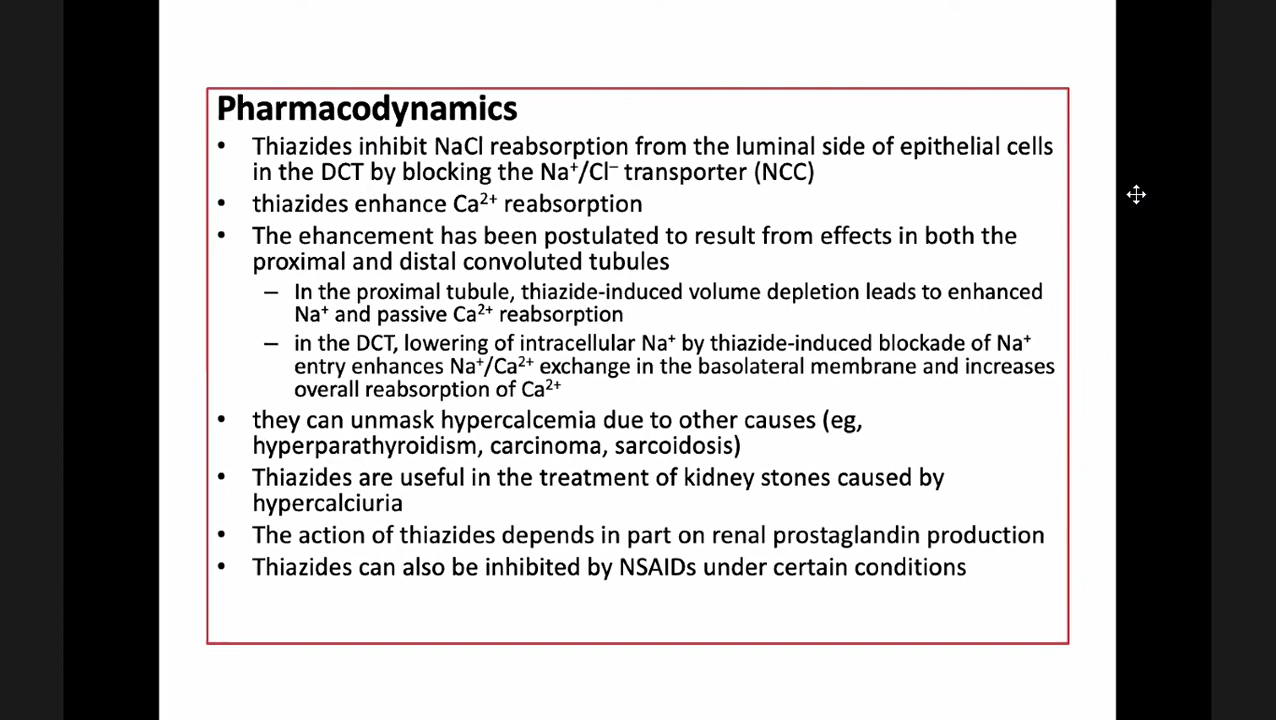 Pharmacodynamics
• Thiazides inhibit NaCl reabsorption from the luminal side of epithelial cells
in the DCT by blocking the Na⁺/Cl⁻ transporter (NCC)
• thiazides enhance Ca²⁺ reabsorption
• The ehancement has been postulated to result from effects in both the
proximal and distal convoluted tubules
– In the proximal tubule, thiazide-induced volume depletion leads to enhanced
Na⁺ and passive Ca²⁺ reabsorption
– in the DCT, lowering of intracellular Na⁺ by thiazide-induced blockade of Na⁺
entry enhances Na⁺/Ca²⁺ exchange in the basolateral membrane and increases
overall reabsorption of Ca²⁺
• they can unmask hypercalcemia due to other causes (eg,
hyperparathyroidism, carcinoma, sarcoidosis)
• Thiazides are useful in the treatment of kidney stones caused by
hypercalciuria
• The action of thiazides depends in part on renal prostaglandin production
• Thiazides can also be inhibited by NSAIDs under certain conditions